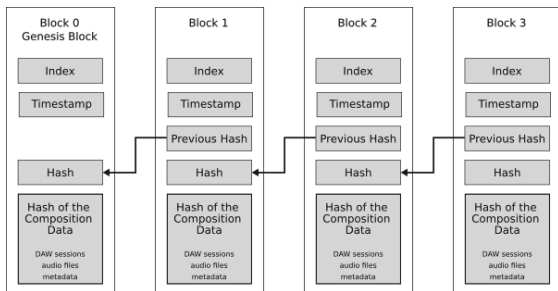 Block 0
Genesis Block
Index
Timestamp
Hash
Hash of the
Composition
Data
DAW sessions
audio files
metadata
Block 1
Index
Timestamp
Previous Hash
Hash
Hash of the
Composition
Data
DAW sessions
audio files
metadata
Block 2
Index
Timestamp
Previous Hash
Hash
Hash of the
Composition
Data
DAW sessions
audio files
metadata
Block 3
Index
Timestamp
Previous Hash
Hash
Hash of the
Composition
Data
DAW sessions
audio files
metadata